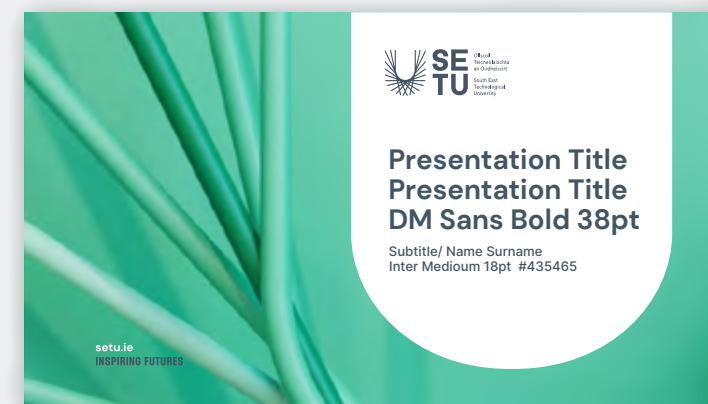 SE
TU
Ollscoil
Teicneolaíochta
an Oirdheiscirt
South East
Technological
University
Presentation Title
Presentation Title
DM Sans Bold 38pt
Subtitle/ Name Surname
Inter Medioum 18pt #435465
setu.ie
INSPIRING FUTURES